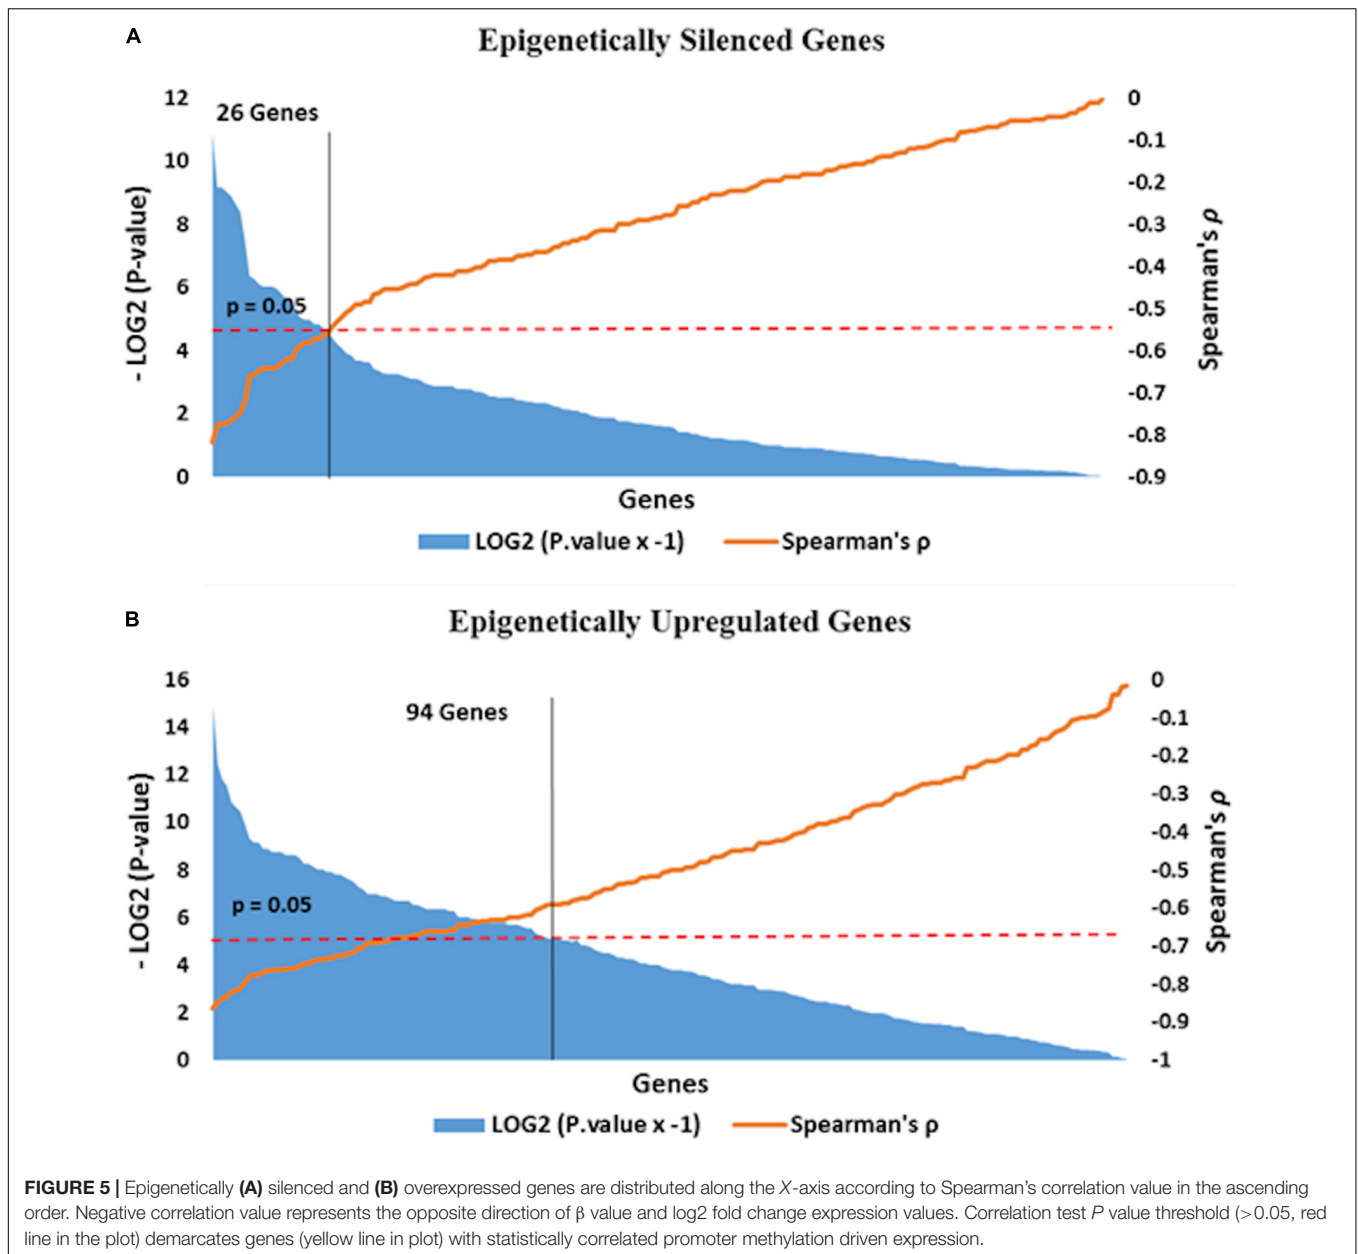 A
Epigenetically Silenced Genes
12
10
8
6
4
2
0
- LOG2 (P-value)
26 Genes
p = 0.05
0
-0.1
-0.2
-0.3
-0.4
-0.5
-0.6
-0.7
-0.8
-0.9
Spearman's ρ
Genes
LOG2 (P.value x -1)
Spearman's ρ
B
Epigenetically Upregulated Genes
16
14
12
10
8
6
4
2
0
- LOG2 (P-value)
94 Genes
p = 0.05
0
-0.1
-0.2
-0.3
-0.4
-0.5
-0.6
-0.7
-0.8
-0.9
-1
Spearman's ρ
Genes
LOG2 (P.value x -1)
Spearman's ρ
FIGURE 5 | Epigenetically (A) silenced and (B) overexpressed genes are distributed along the X-axis according to Spearman's correlation value in the ascending
order. Negative correlation value represents the opposite direction of β value and log2 fold change expression values. Correlation test P value threshold (>0.05, red
line in the plot) demarcates genes (yellow line in plot) with statistically correlated promoter methylation driven expression.